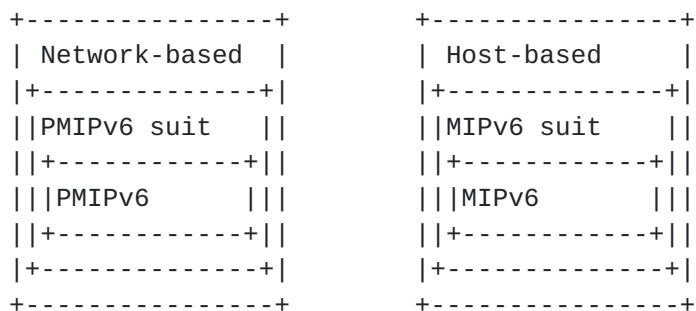 +----------------+ +----------------+
| Network-based | | Host-based |
|+--------------+| |+--------------+|
||PMIPv6 suit || ||MIPv6 suit ||
||+------------+|| ||+------------+||
|||PMIPv6 ||| |||MIPv6 |||
||+------------+|| ||+------------+||
|+--------------+| |+--------------+|
+----------------+ +----------------+